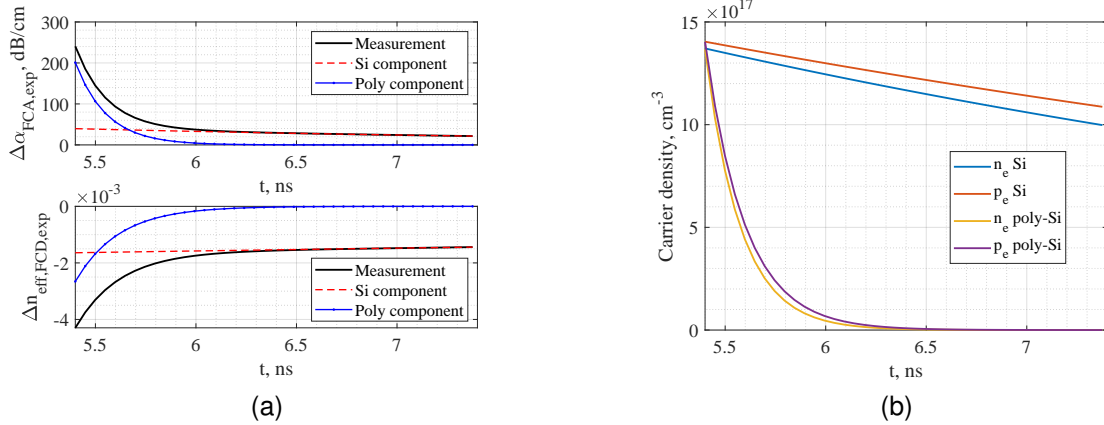 300
200
100
0
Δα_FCA,exp, dB/cm
Measurement
Si component
Poly component
5.5
6
6.5
7
t, ns
×10^-3
0
-2
-4
Δn_eff,FCD,exp
Measurement
Si component
Poly component
5.5
6
6.5
7
t, ns
(a)
×10^17
15
10
5
0
Carrier density, cm^-3
n_e Si
p_e Si
n_e poly-Si
p_e poly-Si
5.5
6
6.5
7
t, ns
(b)